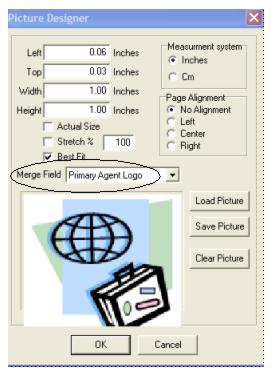 Picture Designer
Left 0.06 Inches
Top 0.03 Inches
Width 1.00 Inches
Height 1.00 Inches
Actual Size
Stretch % 100
Best Fit
Measurment system
Inches
Cm
Page Alignment
No Alignment
Left
Center
Right
Merge Field Primary Agent Logo
Load Picture
Save Picture
Clear Picture
OK Cancel